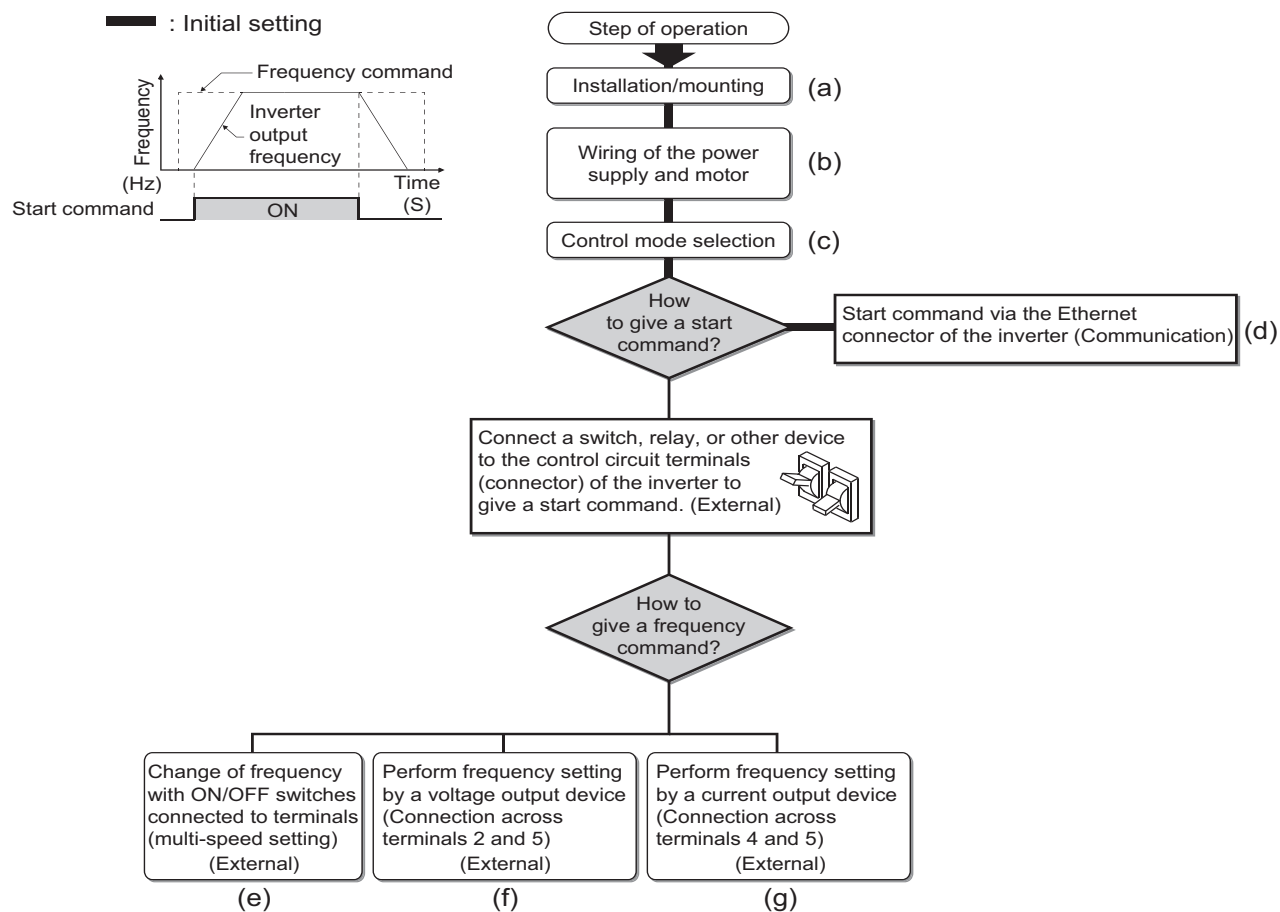 : Initial setting
Frequency command
Inverter
output
frequency
Frequency
(Hz)
Time
(S)
Start command
ON
Step of operation
Installation/mounting
(a)
Wiring of the power
supply and motor
(b)
Control mode selection
(c)
How
to give a start
command?
Start command via the Ethernet
connector of the inverter (Communication)
(d)
Connect a switch, relay, or other device
to the control circuit terminals
(connector) of the inverter to
give a start command. (External)
How to
give a frequency
command?
Change of frequency
with ON/OFF switches
connected to terminals
(multi-speed setting)
(External)
(e)
Perform frequency setting
by a voltage output device
(Connection across
terminals 2 and 5)
(External)
(f)
Perform frequency setting
by a current output device
(Connection across
terminals 4 and 5)
(External)
(g)